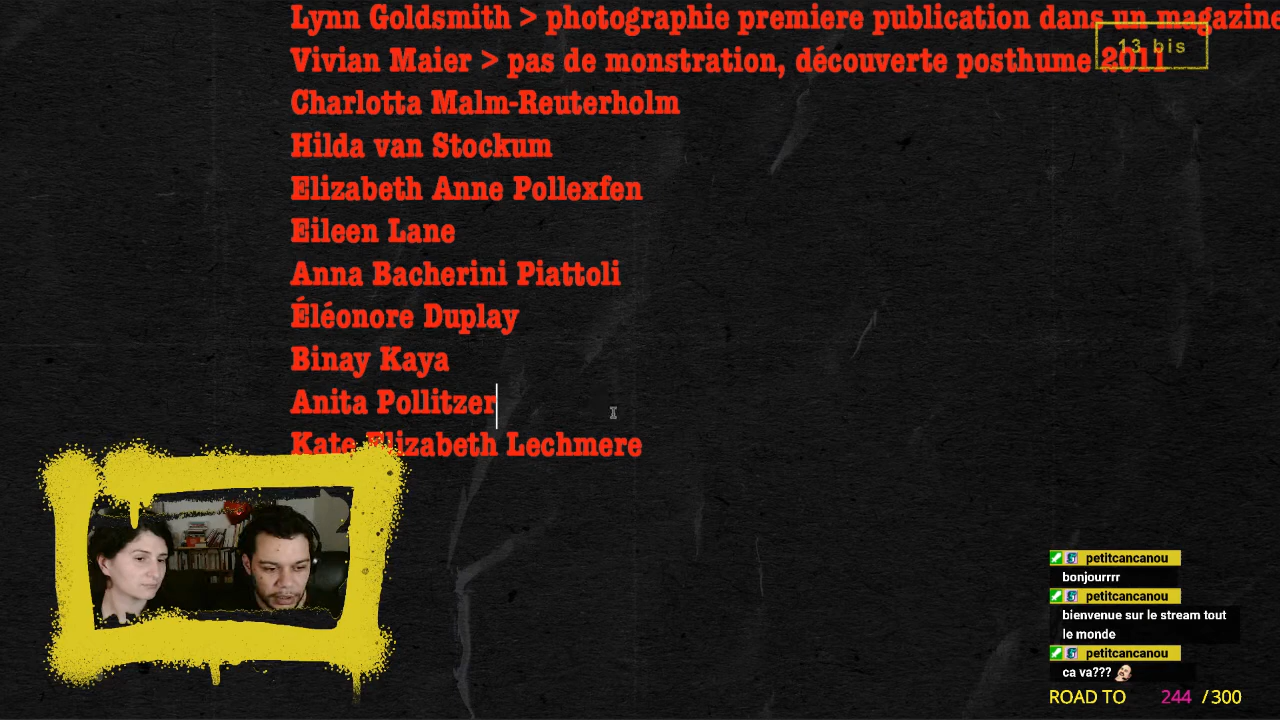 Lynn Goldsmith > photographie premiere publication dans un magazine
13 bis
Vivian Maier > pas de monstration, découverte posthume 2011
Charlotta Malm-Reuterholm
Hilda van Stockum
Elizabeth Anne Pollexfen
Eileen Lane
Anna Bacherini Piattoli
Éléonore Duplay
Binay Kaya
Anita Pollitzer
Kate Elizabeth Lechmere
petitcancanou
bonjourrrr
petitcancanou
bienvenue sur le stream tout
le monde
petitcancanou
ca va???
ROAD TO 244 /300